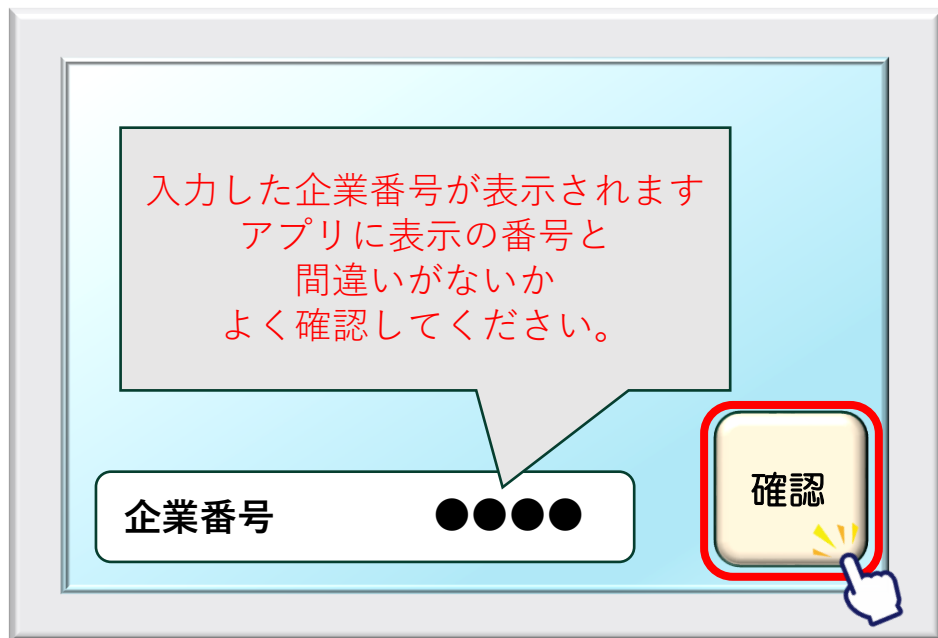 入力した企業番号が表示されます
アプリに表示の番号と
間違いがないか
よく確認してください。
企業番号 ●●●●
確認